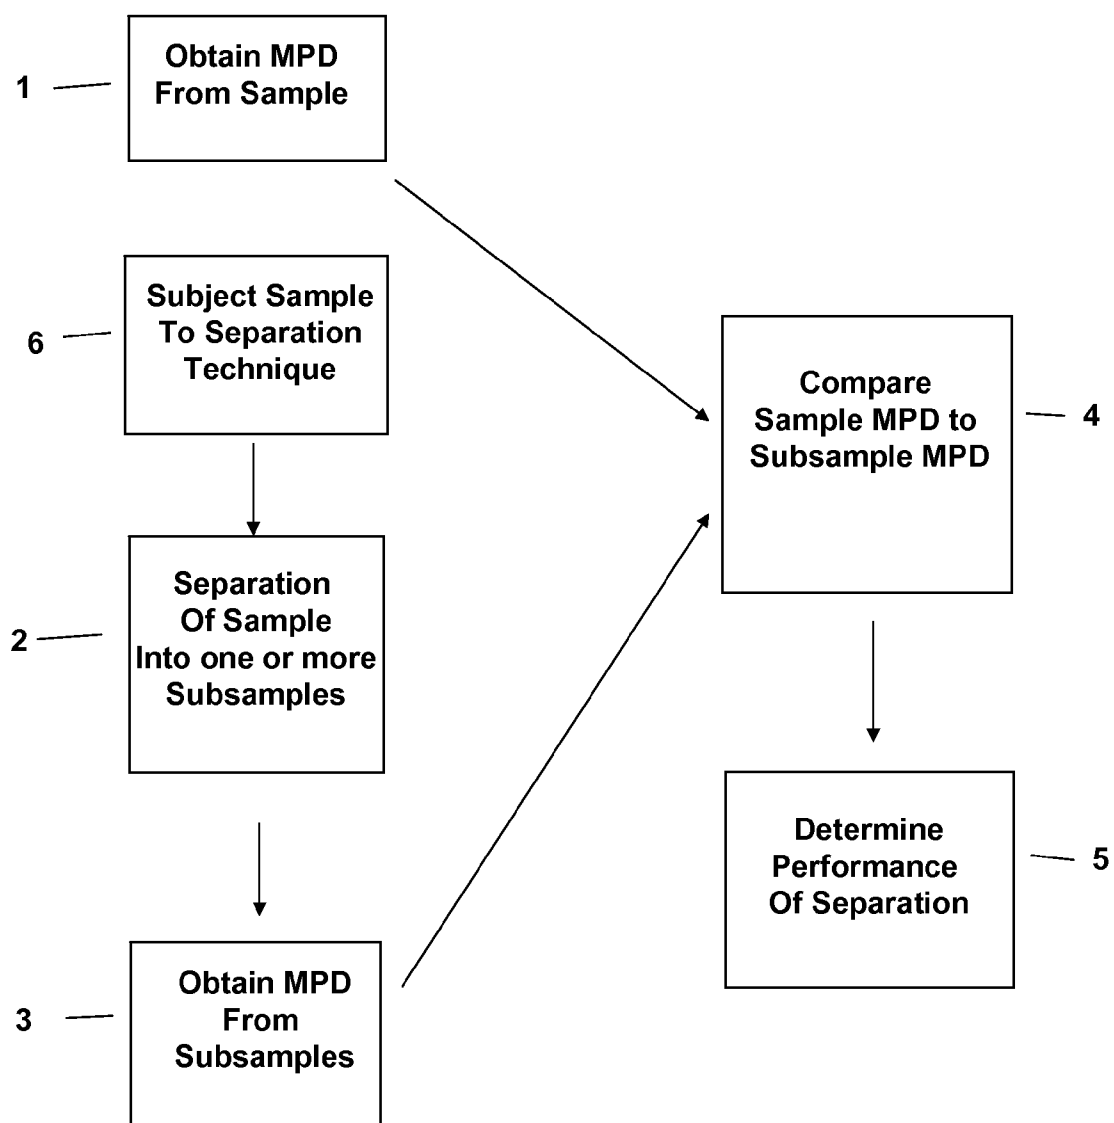 1
Obtain MPD
From Sample
6
Subject Sample
To Separation
Technique
2
Separation
Of Sample
Into one or more
Subsamples
3
Obtain MPD
From
Subsamples
Compare
Sample MPD to
Subsample MPD
4
Determine
Performance
Of Separation
5